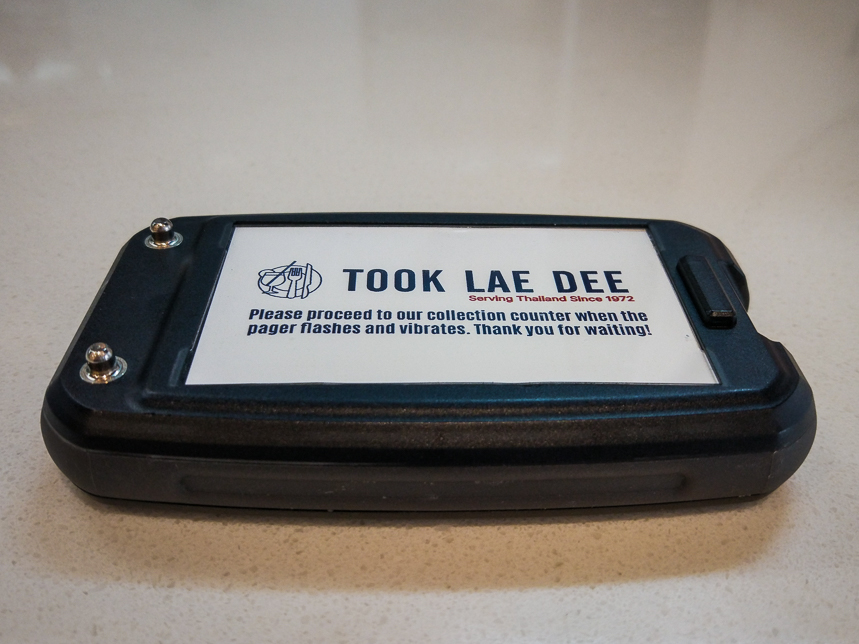 TOOK LAE DEE
Serving Thailand Since 1972
Please proceed to our collection counter when the
pager flashes and vibrates. Thank you for waiting!